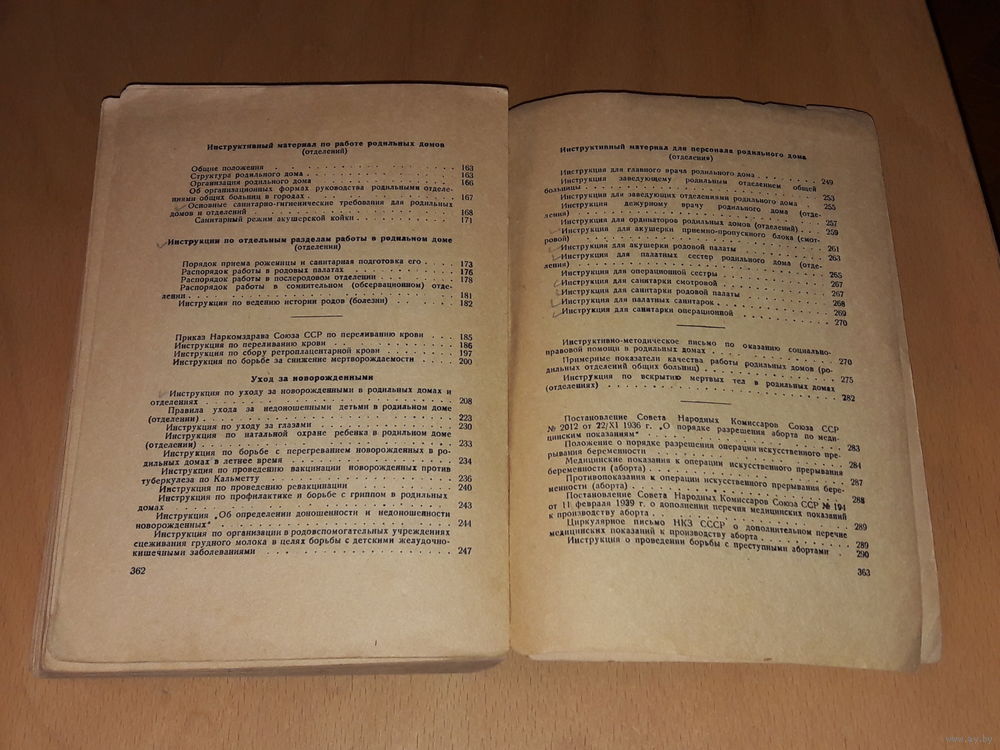 Инструктивный материал по работе родильных домов
(отделений)
Общие положения . . . 163
Структура родильного дома . . . 163
Организация родильного дома . . . 166
Об организационных формах руководства родильными отделе-
ниями общих больниц в городах . . . 167
Основные санитарно-гигиенические требования для родильных
домов и отделений . . . 168
Санитарный режим акушерской койки . . . 171
Инструкции по отдельным разделам работы в родильном доме
(отделении)
Порядок приема роженицы и санитарная подготовка его . . . 173
Распорядок работы в родовых палатах . . . 176
Распорядок работы в послеродовом отделении . . . 178
Распорядок работы в сомнительном (обсервационном) отде-
лении . . . 181
Инструкция по ведению истории родов (болезни) . . . 182
Приказ Наркомздрава Союза ССР по переливанию крови . . . 185
Инструкция по переливанию крови . . . 186
Инструкция по сбору ретроплацентарной крови . . . 197
Инструкция по борьбе за снижение мертворождаемости . . . 200
Уход за новорожденными
Инструкция по уходу за новорожденными в родильных домах и
отделениях . . . 208
Правила ухода за недоношенными детьми в родильном доме
(отделении) . . . 223
Инструкция по уходу за глазами . . . 230
Инструкция по натальной охране ребенка в родильном доме
(отделении) . . . 233
Инструкция по борьбе с перегреванием новорожденных в ро-
дильных домах в летнее время . . . 234
Инструкция по проведению вакцинации новорожденных против
туберкулеза по Кальметту . . . 236
Инструкция по проведению ревакцинации . . . 240
Инструкция по профилактике и борьбе с гриппом в родильных
домах . . . 243
Инструкция „Об определении доношенности и недоношенности
новорожденных" . . . 244
Инструкция по организации в родовспомогательных учреждениях
сцеживания грудного молока в целях борьбы с детскими желудочно-
кишечными заболеваниями . . . 247
362
Инструктивный материал для персонала родильного дома
(отделения)
Инструкция для главного врача родильного дома . . . 249
Инструкция заведующему родильным отделением общей
больницы . . . 253
Инструкция для заведующих отделениями родильного дома . . . 255
Инструкция дежурному врачу родильного дома (отде-
ления) . . . 257
Инструкция для ординаторов родильных домов (отделений) . . . 259
Инструкция для акушерки приемно-пропускного блока (смот-
ровой) . . . 261
Инструкция для акушерки родовой палаты . . . 263
Инструкция для палатных сестер родильного дома (отде-
ления) . . . 265
Инструкция для операционной сестры . . . 267
Инструкция для санитарки смотровой . . . 267
Инструкция для санитарки родовой палаты . . . 268
Инструкция для палатных санитарок . . . 269
Инструкция для санитарки операционной . . . 270
Инструктивно-методическое письмо по оказанию социально-
правовой помощи в родильных домах . . . 270
Примерные показатели качества работы родильных домов (ро-
дильных отделений общих больниц) . . . 275
Инструкция по вскрытию мертвых тел в родильных домах
(отделениях) . . . 282
Постановление Совета Народных Комиссаров Союза ССР
№ 2012 от 22/XI 1936 г. „О порядке разрешения аборта по меди-
цинским показаниям" . . . 283
Положение о порядке разрешения операции искусственного пре-
рывания беременности . . . 284
Медицинские показания к операции искусственного прерывания
беременности (аборта) . . . 287
Противопоказания к операции искусственного прерывания бере-
менности (аборта) . . . 288
Постановление Совета Народных Комиссаров Союза ССР № 194
от 11 февраля 1939 г. о дополнении перечня медицинских показаний
к производству аборта . . . 289
Циркулярное письмо НКЗ СССР о дополнительном перечне
медицинских показаний к производству аборта . . . 289
Инструкция о проведении борьбы с преступными абортами . . . 290
363
www.ay.by